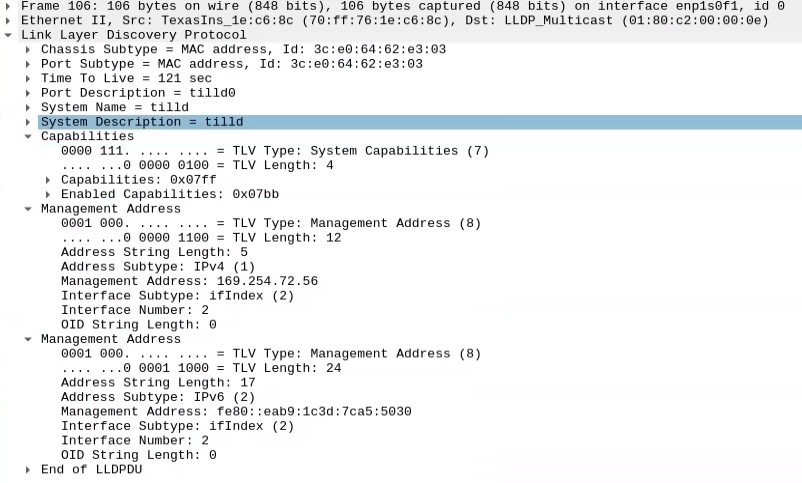 Frame 106: 106 bytes on wire (848 bits), 106 bytes captured (848 bits) on interface enp1s0f1, id 0
Ethernet II, Src: TexasIns_1e:c6:8c (70:ff:76:1e:c6:8c), Dst: LLDP_Multicast (01:80:c2:00:00:0e)
Link Layer Discovery Protocol
Chassis Subtype = MAC address, Id: 3c:e0:64:62:e3:03
Port Subtype = MAC address, Id: 3c:e0:64:62:e3:03
Time To Live = 121 sec
Port Description = tilld0
System Name = tilld
System Description = tilld
Capabilities
0000 111. .... .... = TLV Type: System Capabilities (7)
.... ...0 0000 0100 = TLV Length: 4
Capabilities: 0x07ff
Enabled Capabilities: 0x07bb
Management Address
0001 000. .... .... = TLV Type: Management Address (8)
.... ...0 0000 1100 = TLV Length: 12
Address String Length: 5
Address Subtype: IPv4 (1)
Management Address: 169.254.72.56
Interface Subtype: ifIndex (2)
Interface Number: 2
OID String Length: 0
Management Address
0001 000. .... .... = TLV Type: Management Address (8)
.... ...0 0001 1000 = TLV Length: 24
Address String Length: 17
Address Subtype: IPv6 (2)
Management Address: fe80::eab9:1c3d:7ca5:5030
Interface Subtype: ifIndex (2)
Interface Number: 2
OID String Length: 0
End of LLDPDU